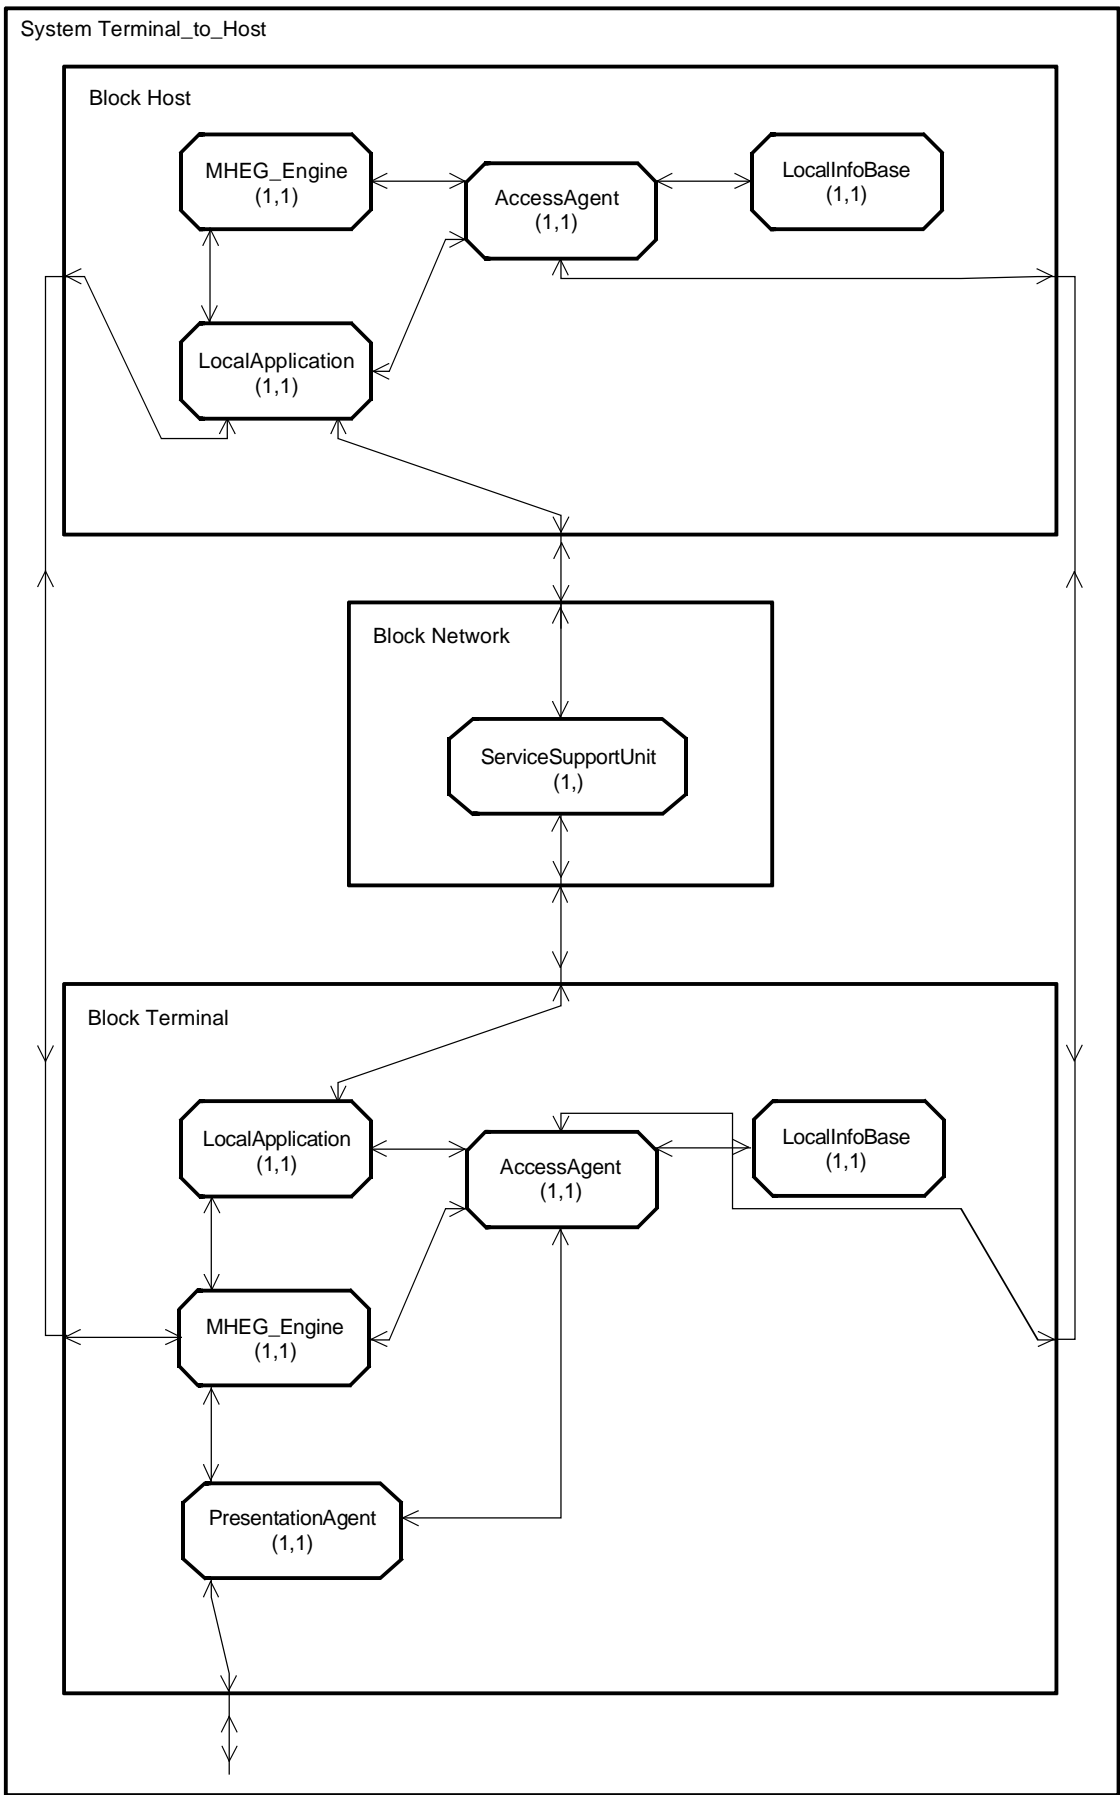 System Terminal_to_Host
Block Host
MHEG_Engine
(1,1)
AccessAgent
(1,1)
LocalInfoBase
(1,1)
LocalApplication
(1,1)
Block Network
ServiceSupportUnit
(1,)
Block Terminal
LocalApplication
(1,1)
AccessAgent
(1,1)
LocalInfoBase
(1,1)
MHEG_Engine
(1,1)
PresentationAgent
(1,1)